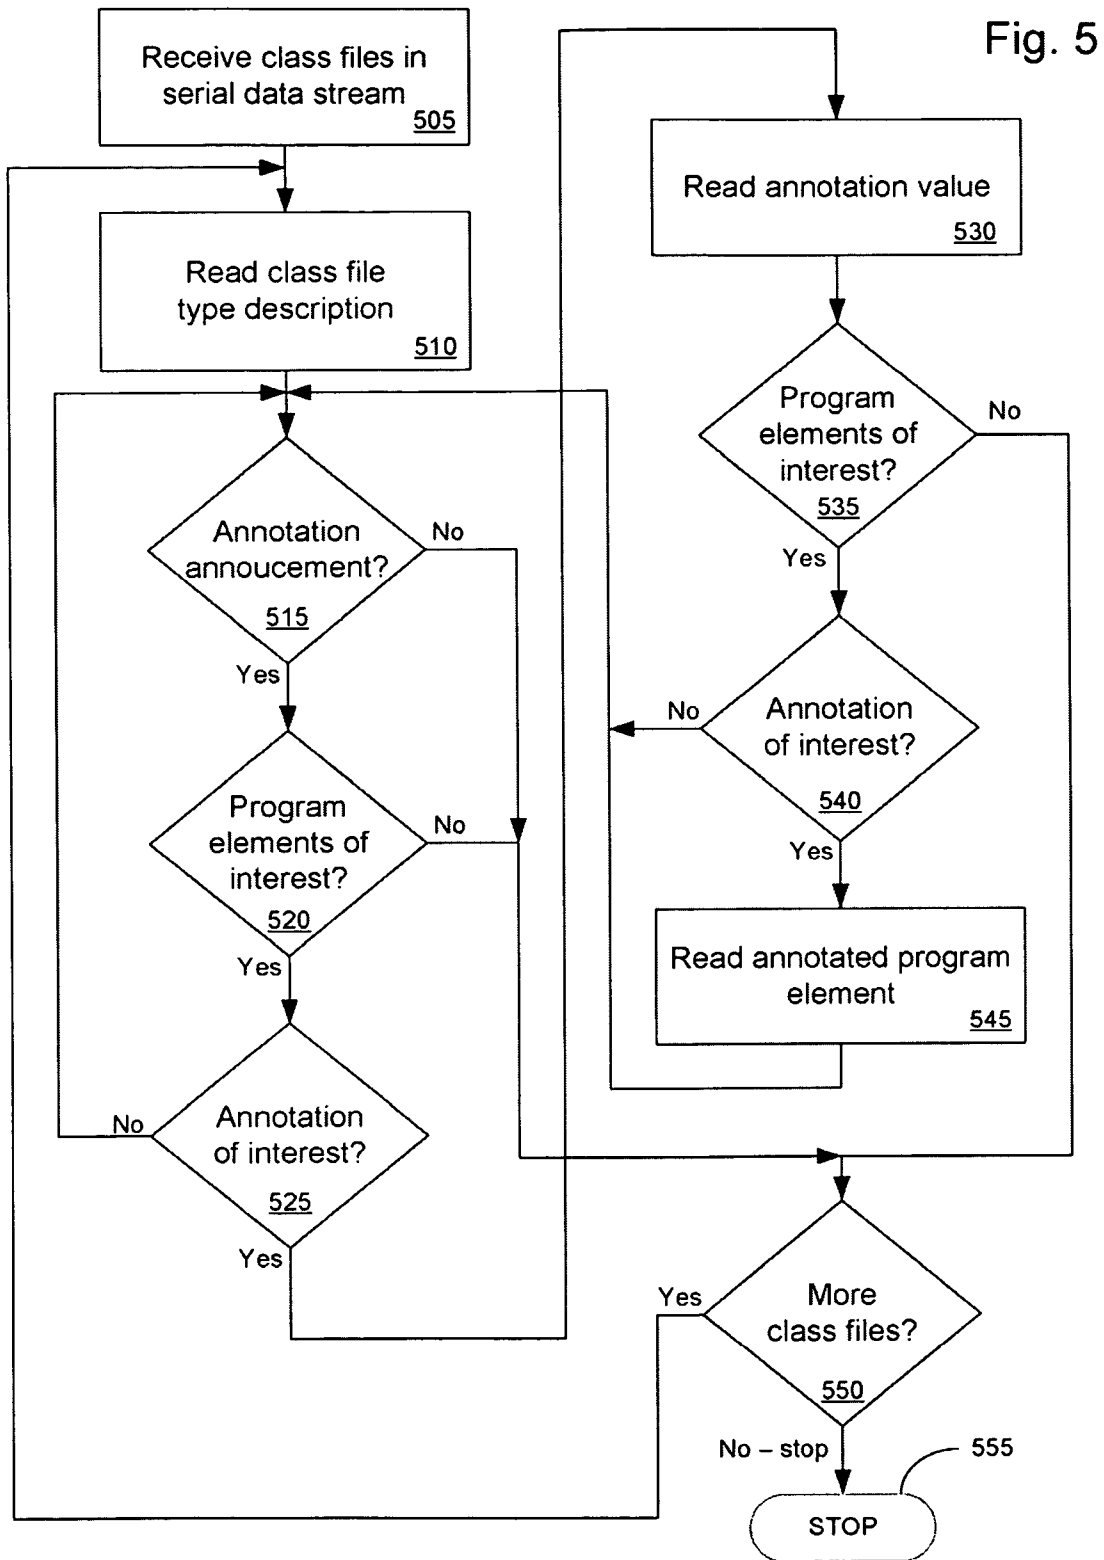 Fig. 5
Receive class files in
serial data stream
505
Read class file
type description
510
Annotation
annoucement?
515
No
Yes
Program
elements of
interest?
520
No
Yes
Annotation
of interest?
525
No
Yes
Read annotation value
530
Program
elements of
interest?
535
No
Yes
Annotation
of interest?
540
No
Yes
Read annotated program
element
545
More
class files?
550
Yes
No – stop
555
STOP